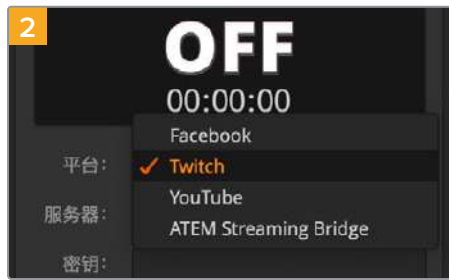 2
OFF
00:00:00
Facebook
平台: ✓ Twitch
YouTube
服务器:
ATEM Streaming Bridge
密钥: